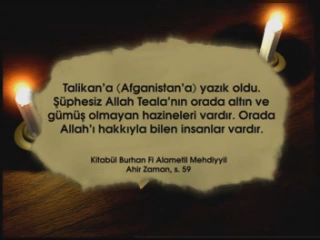 Talikan'a (Afganistan'a) yazık oldu.
Şüphesiz Allah Teala'nın orada altın ve
gümüş olmayan hazineleri vardır. Orada
Allah'ı hakkıyla bilen insanlar vardır.
Kitabül Burhan Fi Alametil Mehdiyyil
Ahir Zaman, s. 59